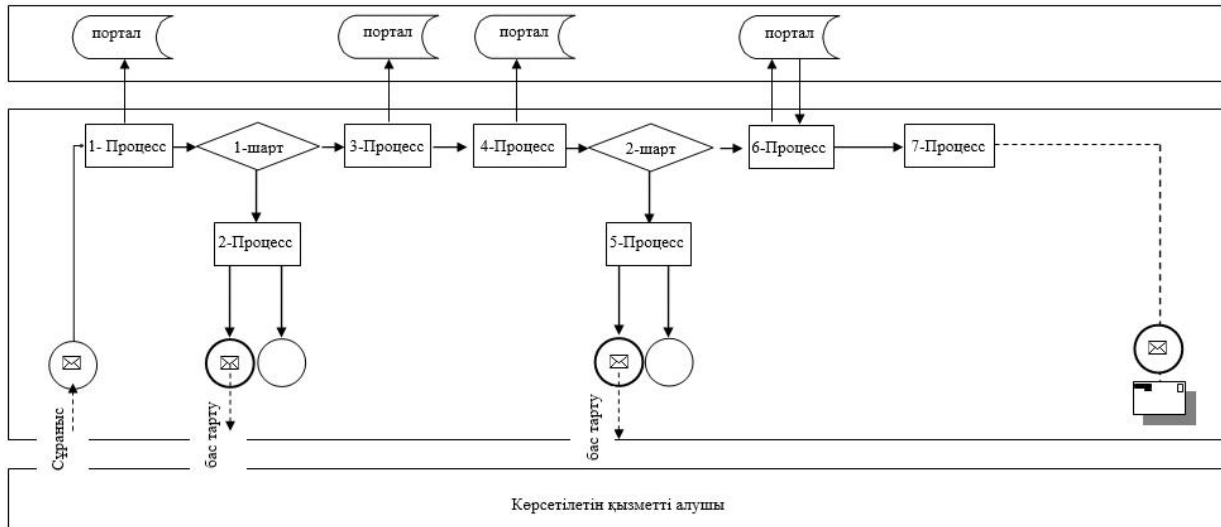 портал
портал
портал
портал
1- Процесс
1-шарт
3-Процесс
4-Процесс
2-шарт
6-Процесс
7-Процесс
2-Процесс
5-Процесс
Сұраныс
бас тарту
бас тарту
Көрсетілетін қызметті алушы